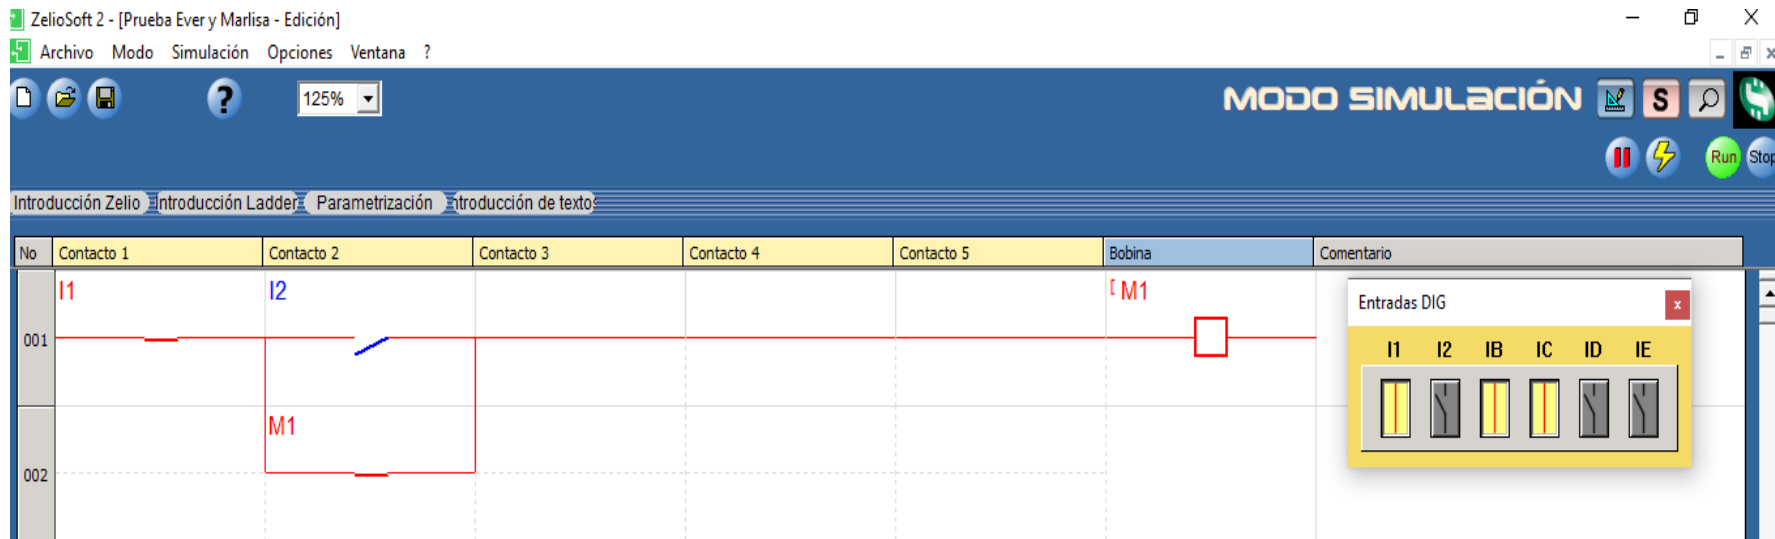 ZelioSoft 2 - [Prueba Ever y Marlisa - Edición]
Archivo Modo Simulación Opciones Ventana ?
? 125% MODO SIMULACIÓN S
Run Stop
Introducción Zelio Introducción Ladder Parametrización ntroducción de textos
No Contacto 1 Contacto 2 Contacto 3 Contacto 4 Contacto 5 Bobina Comentario
I1 I2 [ M1
001
M1
002
Entradas DIG x
I1 I2 IB IC ID IE